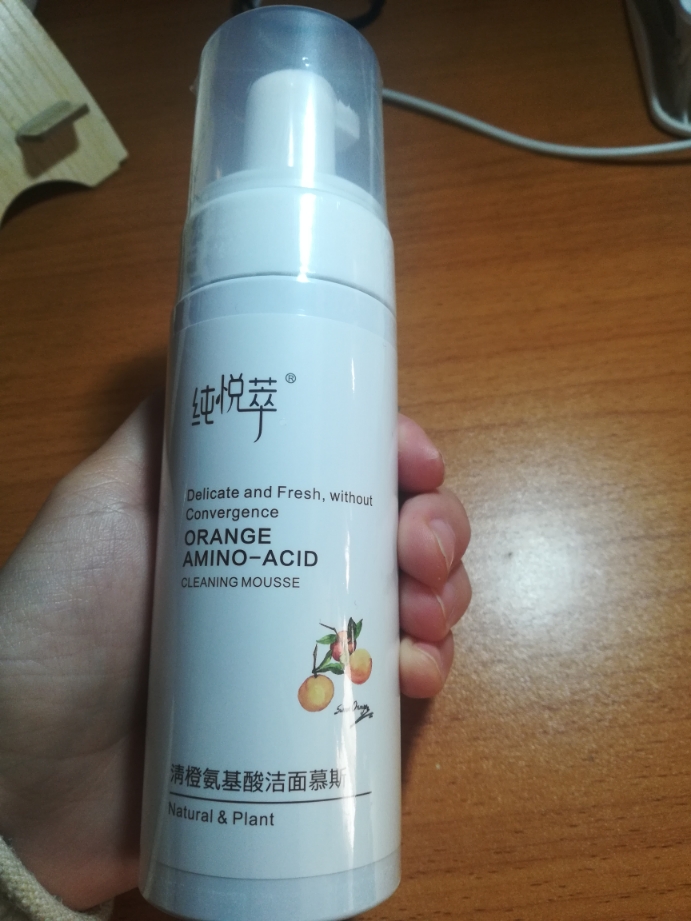 纯悦萃®
Delicate and Fresh, without
Convergence
ORANGE
AMINO-ACID
CLEANING MOUSSE
清橙氨基酸洁面慕斯
Natural & Plant